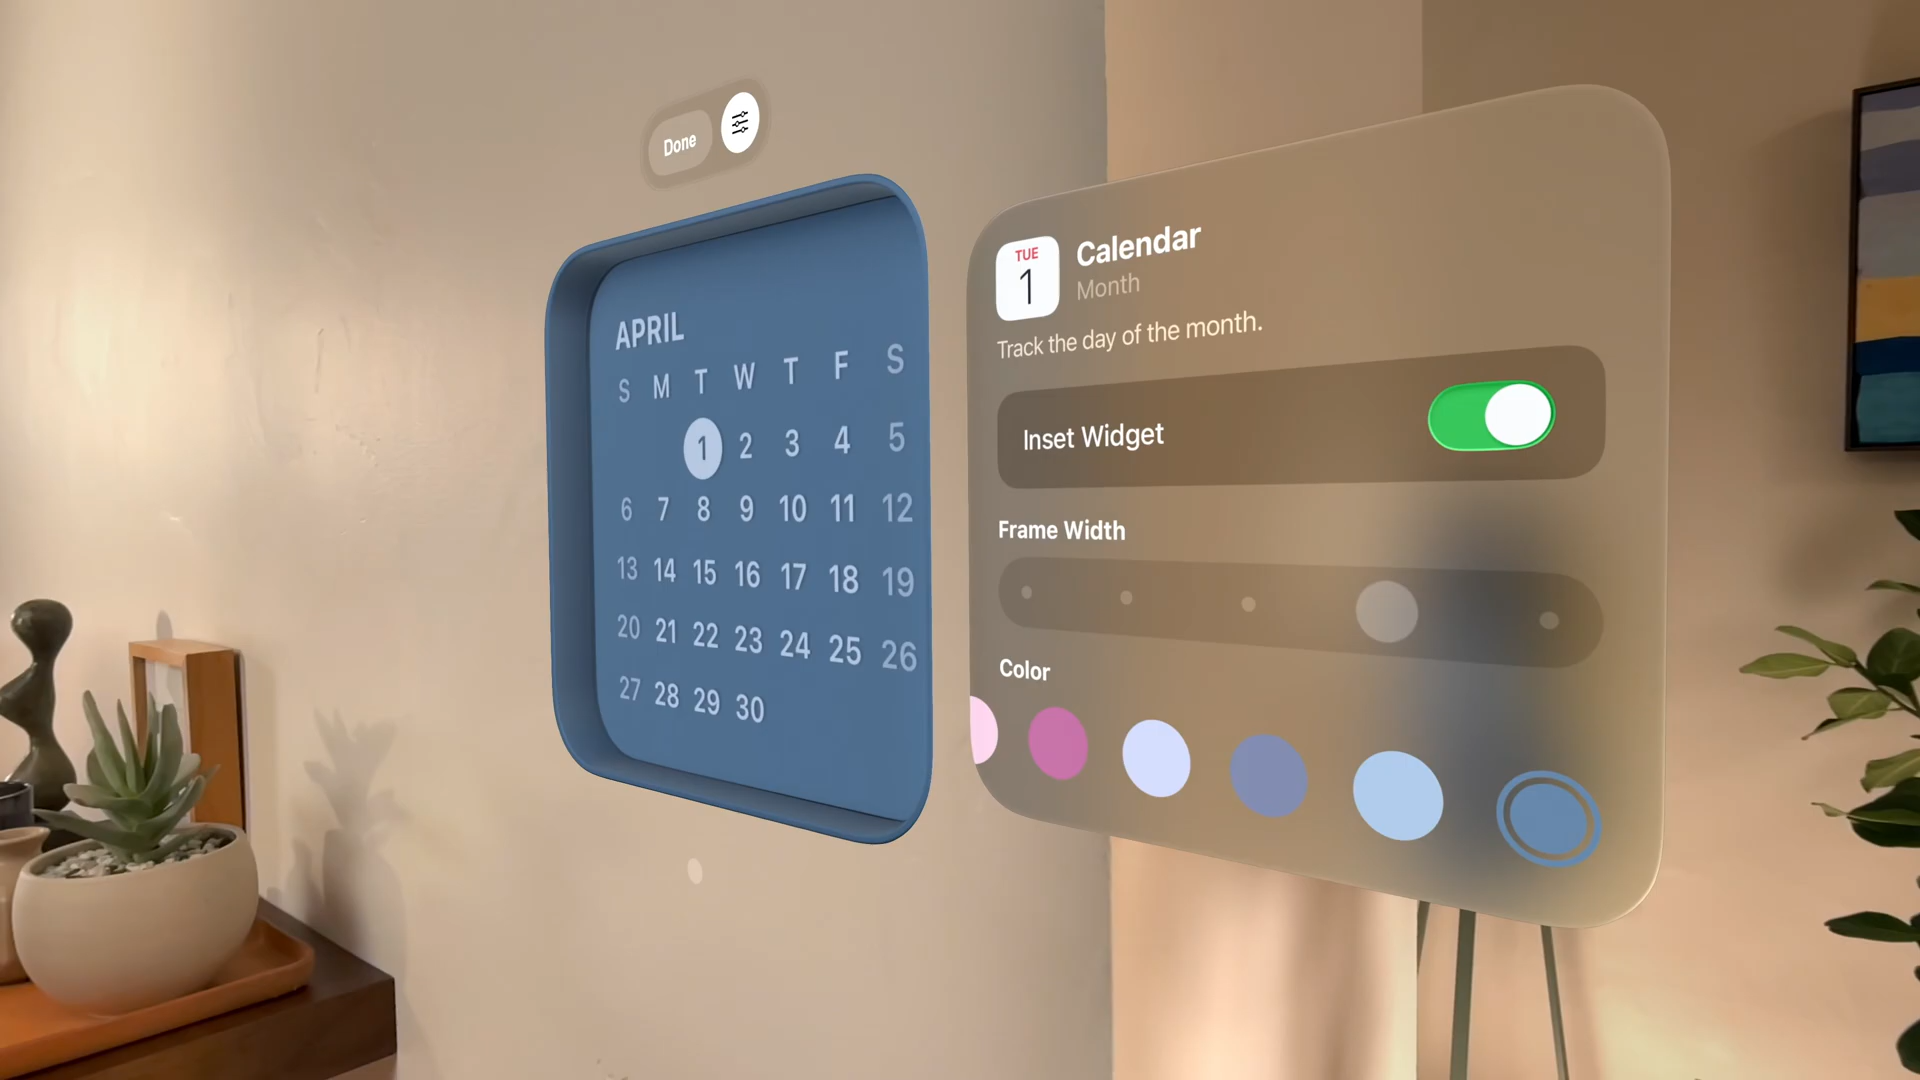 Done
APRIL
S M T W T F S
1 2 3 4 5
6 7 8 9 10 11 12
13 14 15 16 17 18 19
20 21 22 23 24 25 26
27 28 29 30
TUE
1
Calendar
Month
Track the day of the month.
Inset Widget
Frame Width
Color